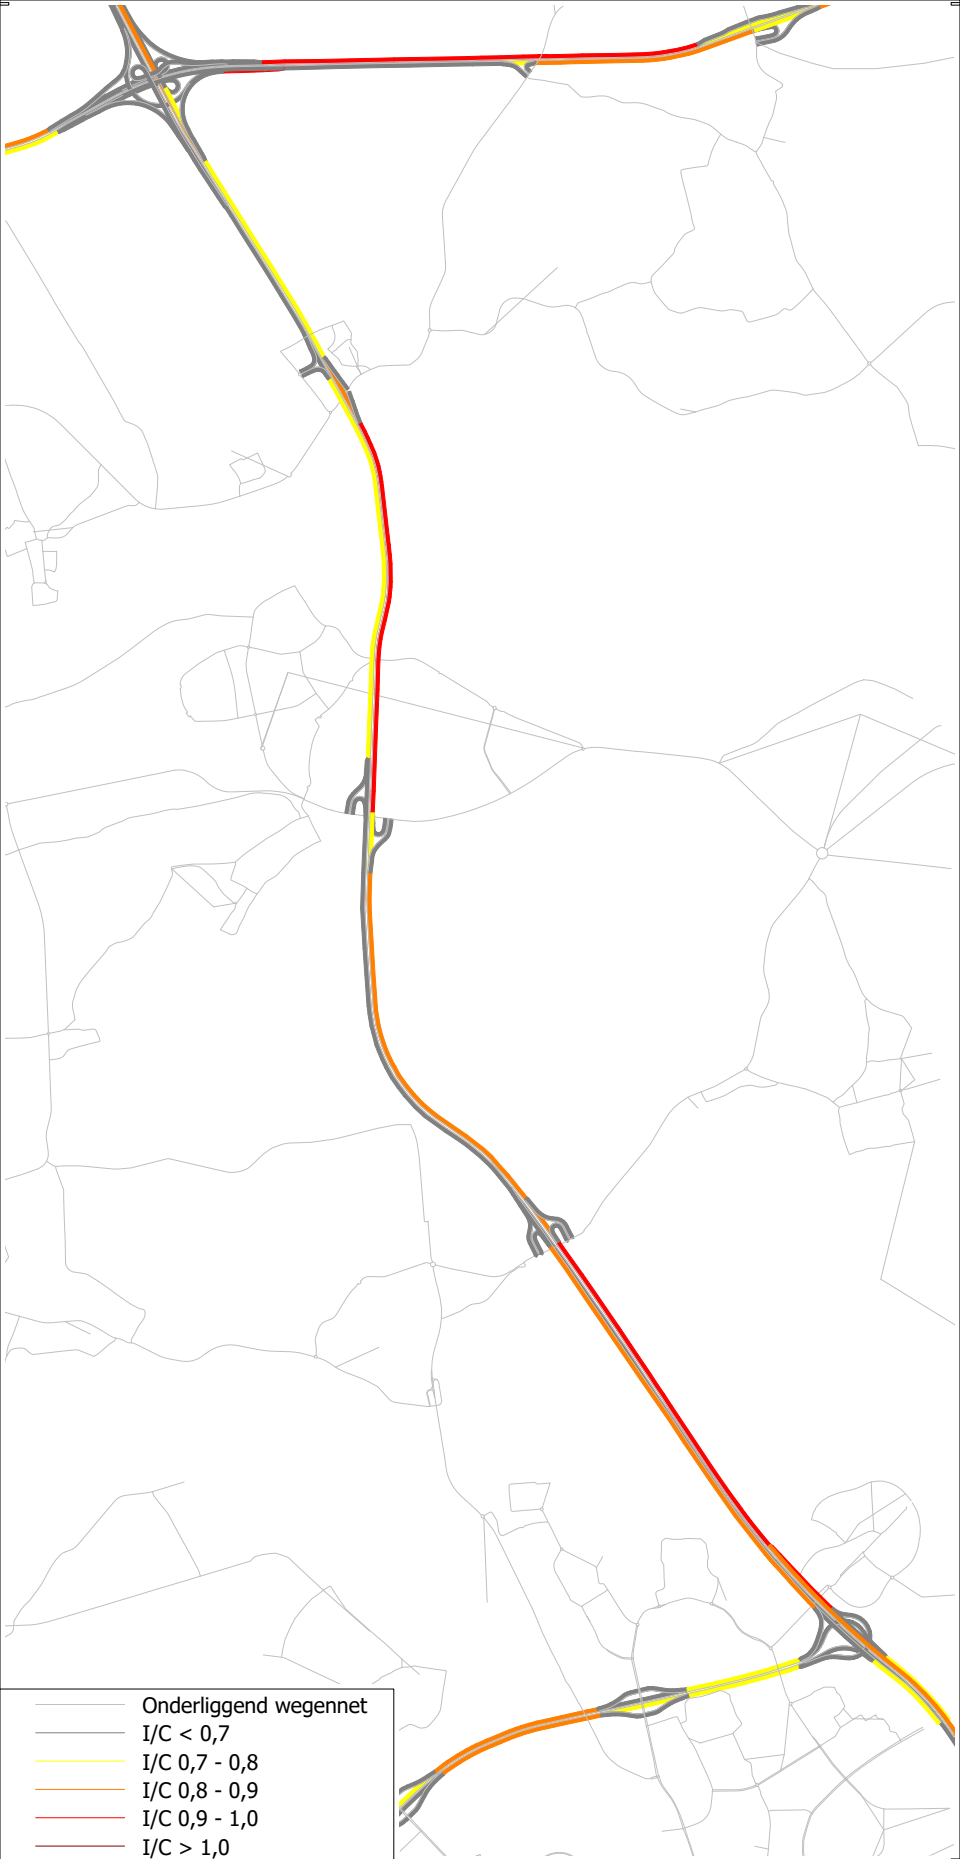 Onderliggend wegennet
I/C < 0,7
I/C 0,7 - 0,8
I/C 0,8 - 0,9
I/C 0,9 - 1,0
I/C > 1,0